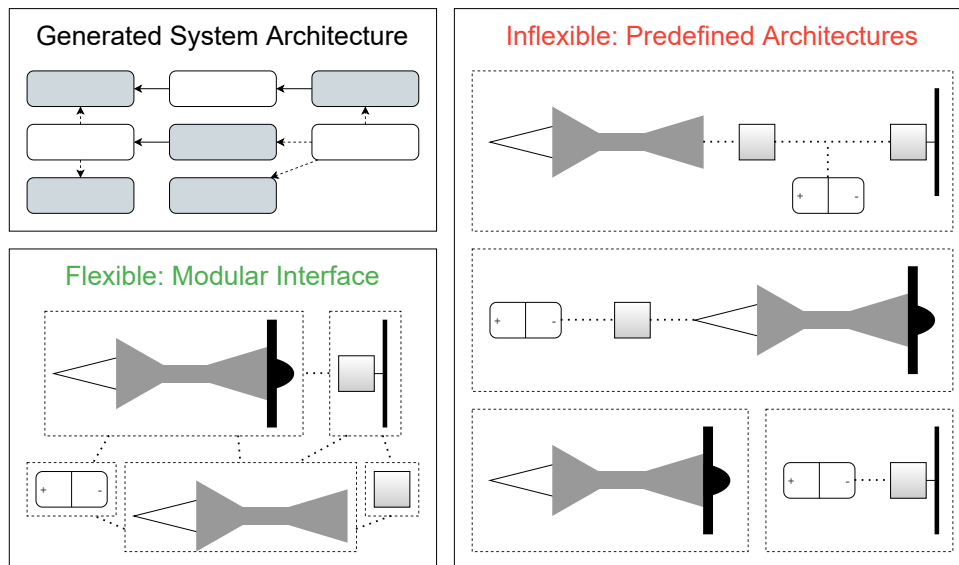 Generated System Architecture
Inflexible: Predefined Architectures
+ -
+ -
+ -
Flexible: Modular Interface
+ -